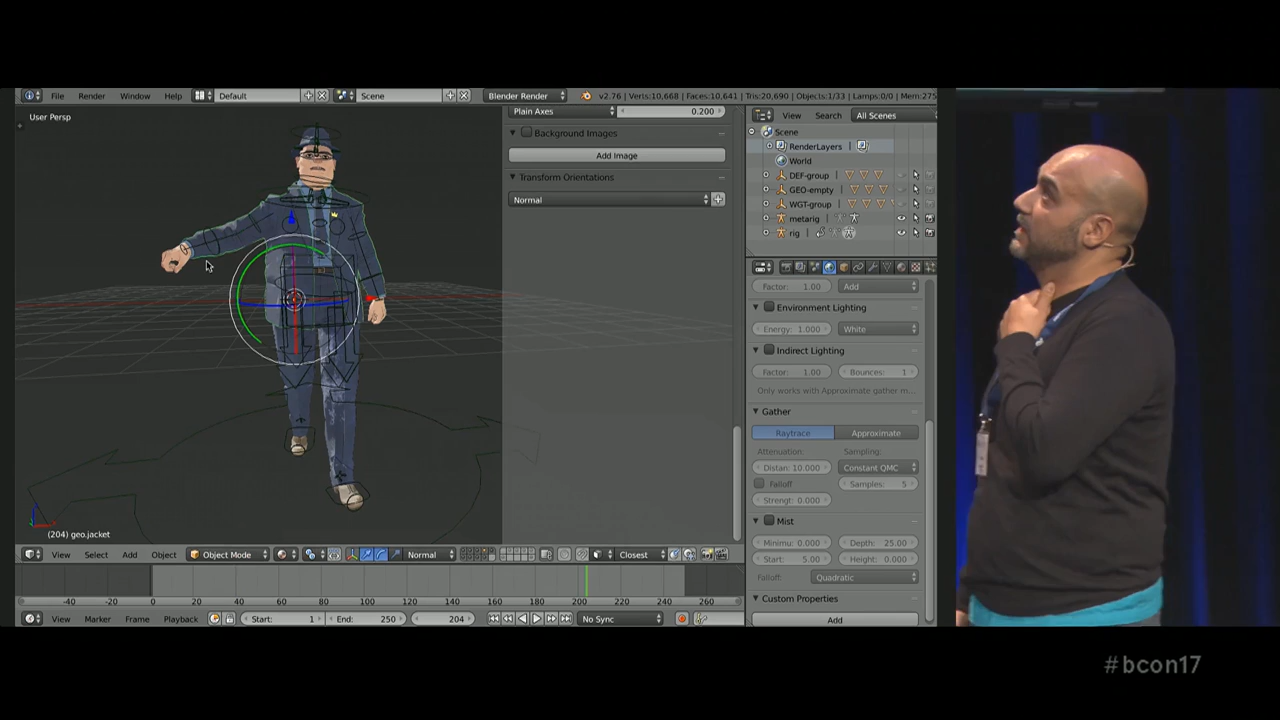 File Render Window Help Default Scene Blender Render v2.76 | Verts:10,668 | Faces:10,641 | Tris:20,690 | Objects:1/33 | Lamps:0/0 | Mem:275
User Persp
Plain Axes 0.200
Background Images
Add Image
Transform Orientations
Normal
View Search All Scenes
Scene
RenderLayers
World
DEF-group
GEO-empty
WGT-group
metarig
rig
Factor: 1.00 Add
Environment Lighting
Energy: 1.000 White
Indirect Lighting
Factor: 1.00 Bounces: 1
Only works with Approximate gather m...
Gather
Raytrace Approximate
Attenuation: Sampling:
Distan: 10.000 Constant QMC
Falloff Samples: 5
Strengt: 0.000
Mist
Minimu: 0.000 Depth: 25.00
Start: 5.00 Height: 0.000
Falloff: Quadratic
Custom Properties
Add
(204) geo.jacket
View Select Add Object Object Mode Normal Closest
-40 -20 0 20 40 60 80 100 120 140 160 180 200 220 240 260
View Marker Frame Playback Start: 1 End: 250 204 No Sync
#bcon17